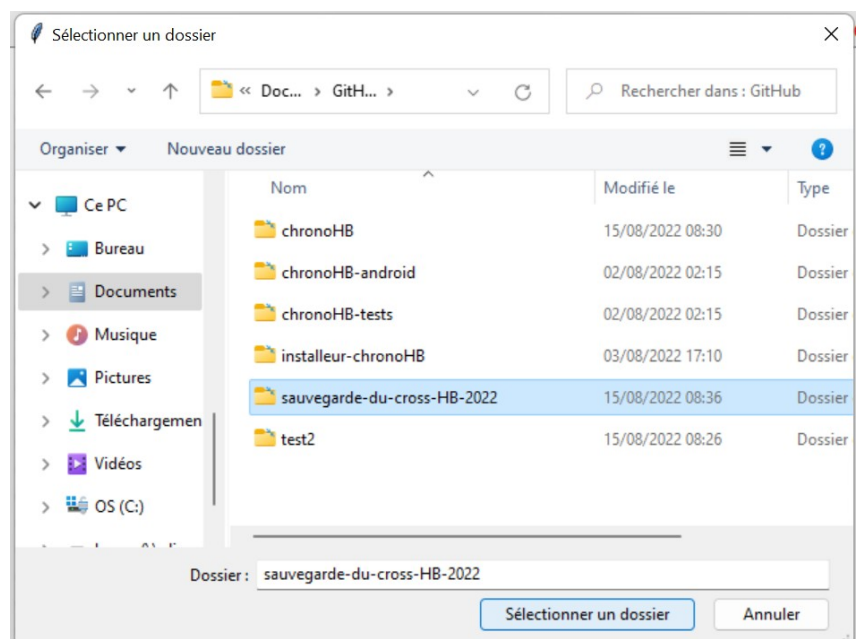 Sélectionner un dossier
« Doc... › GitH... ›
Rechercher dans : GitHub
Organiser
Nouveau dossier
Ce PC
Bureau
Documents
Musique
Pictures
Téléchargemen
Vidéos
OS (C:)
Nom Modifié le Type
chronoHB 15/08/2022 08:30 Dossier
chronoHB-android 02/08/2022 02:15 Dossier
chronoHB-tests 02/08/2022 02:15 Dossier
installeur-chronoHB 03/08/2022 17:10 Dossier
sauvegarde-du-cross-HB-2022 15/08/2022 08:36 Dossier
test2 15/08/2022 08:26 Dossier
Dossier : sauvegarde-du-cross-HB-2022
Sélectionner un dossier Annuler